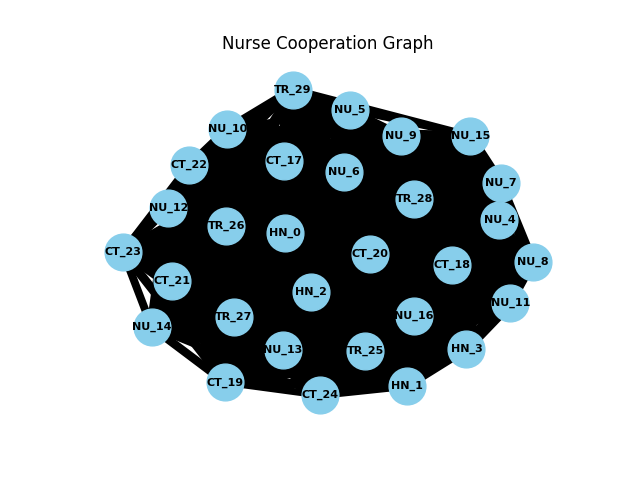 Nurse Cooperation Graph
TR_29
NU_5
NU_10
NU_9
NU_15
CT_17
CT_22
NU_6
NU_7
TR_28
NU_12
NU_4
TR_26
HN_0
CT_23
CT_20
NU_8
CT_18
CT_21
HN_2
NU_11
NU_16
TR_27
NU_14
HN_3
NU_13
TR_25
CT_19
HN_1
CT_24